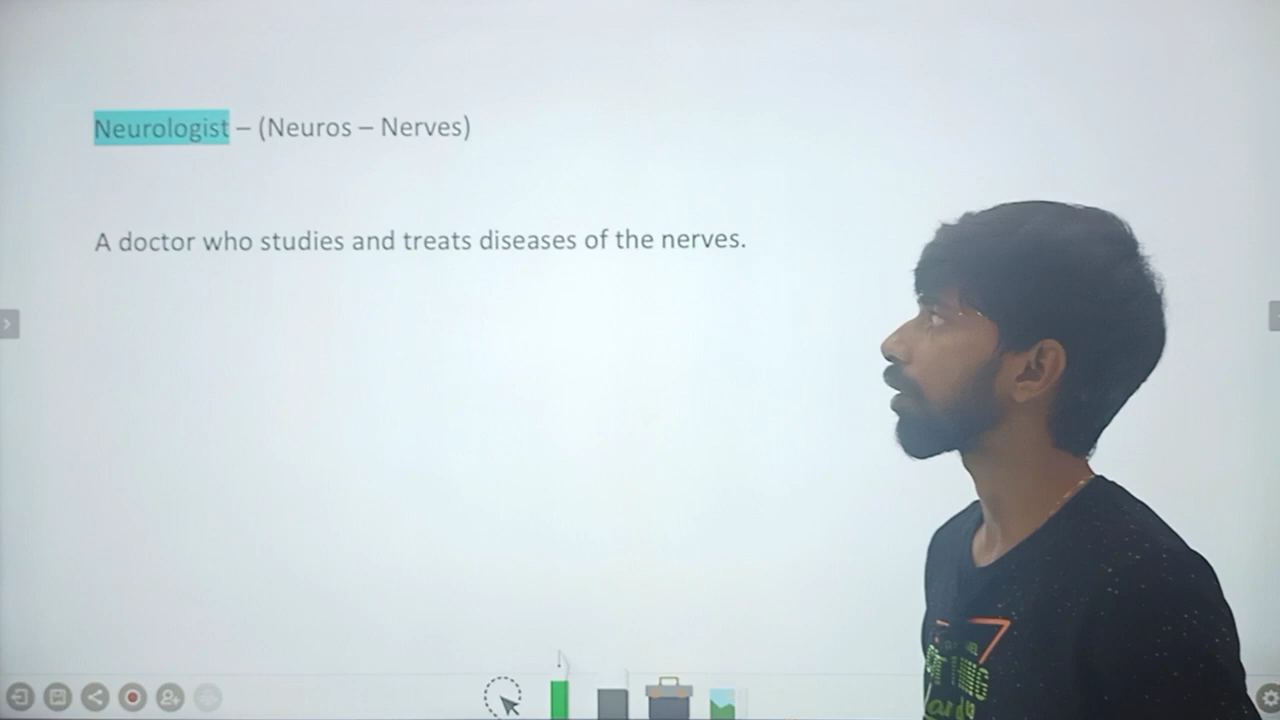 Neurologist – (Neuros – Nerves)
A doctor who studies and treats diseases of the nerves.